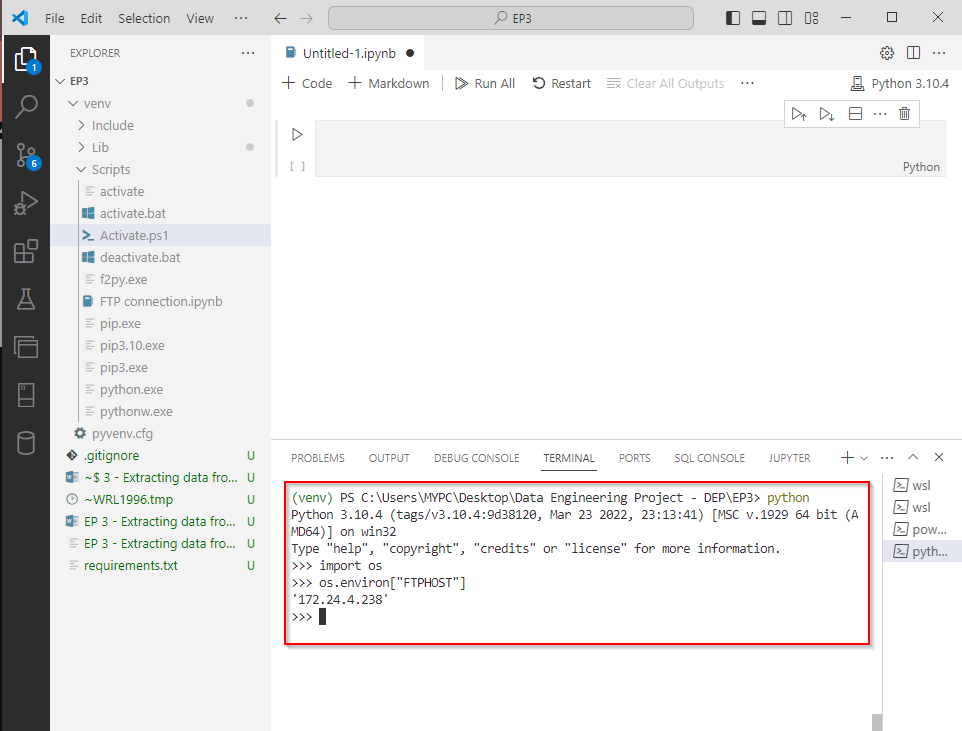 File Edit Selection View ··· EP3
EXPLORER ···
EP3
venv
Include
Lib
Scripts
activate
activate.bat
Activate.ps1
deactivate.bat
f2py.exe
FTP connection.ipynb
pip.exe
pip3.10.exe
pip3.exe
python.exe
pythonw.exe
pyvenv.cfg
.gitignore U
~$ 3 - Extracting data fro... U
~WRL1996.tmp U
EP 3 - Extracting data fro... U
EP 3 - Extracting data fro... U
requirements.txt U
1
6
Untitled-1.ipynb
+ Code + Markdown Run All Restart Clear All Outputs ··· Python 3.10.4
[ ]
Python
PROBLEMS OUTPUT DEBUG CONSOLE TERMINAL PORTS SQL CONSOLE JUPYTER
(venv) PS C:\Users\MYPC\Desktop\Data Engineering Project - DEP\EP3> python
Python 3.10.4 (tags/v3.10.4:9d38120, Mar 23 2022, 23:13:41) [MSC v.1929 64 bit (A
MD64)] on win32
Type "help", "copyright", "credits" or "license" for more information.
>>> import os
>>> os.environ["FTPHOST"]
'172.24.4.238'
>>>
wsl
wsl
pow...
pyth...